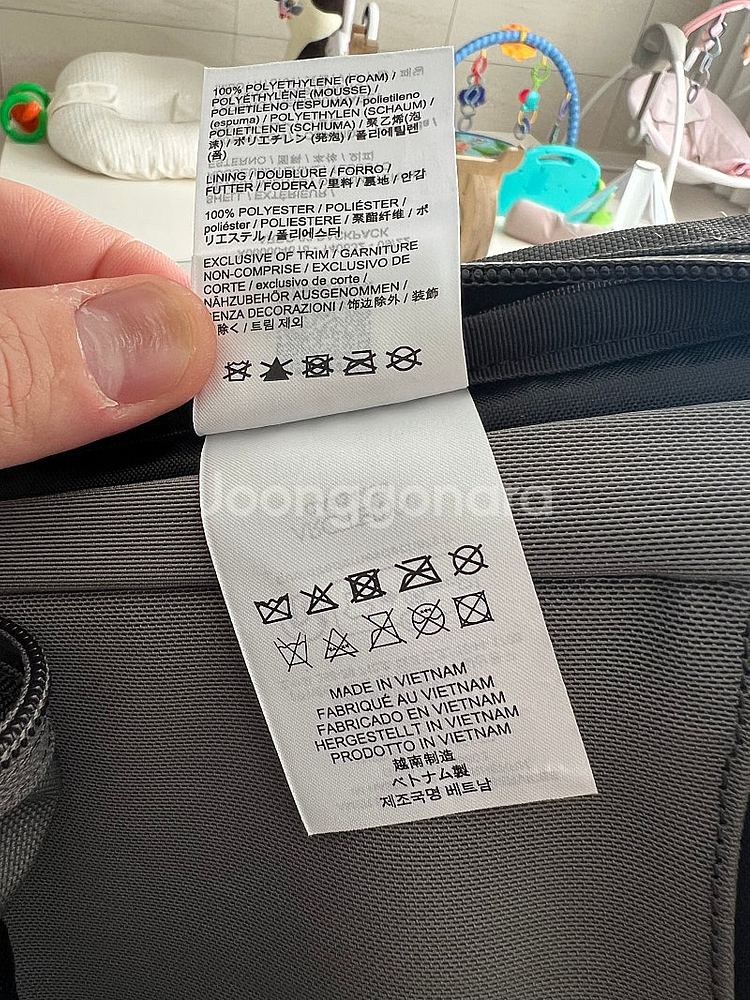 100% POLYETHYLENE (FOAM) /
POLYÉTHYLÈNE (MOUSSE) /
POLIETILENO (ESPUMA) / polietileno
(espuma) / POLYETHYLEN (SCHAUM) /
POLIETILENE (SCHIUMA) / 聚乙烯(泡
沫) / ポリエチレン (発泡) / 폴리에틸렌
(폼)
LINING / DOUBLURE / FORRO /
FUTTER / FODERA / 里料 / 裏地 / 안감
100% POLYESTER / POLIÉSTER /
poliéster / POLIESTERE / 聚酯纤维 / ポ
リエステル / 폴리에스터
EXCLUSIVE OF TRIM / GARNITURE
NON-COMPRISE / EXCLUSIVO DE
CORTE / exclusivo de corte /
NÄHZUBEHÖR AUSGENOMMEN /
SENZA DECORAZIONI / 饰边除外 / 装飾
除く / 트림 제외
Joonggonara
MADE IN VIETNAM
FABRIQUÉ AU VIETNAM
FABRICADO EN VIETNAM
HERGESTELLT IN VIETNAM
PRODOTTO IN VIETNAM
越南制造
ベトナム製
제조국명 베트남